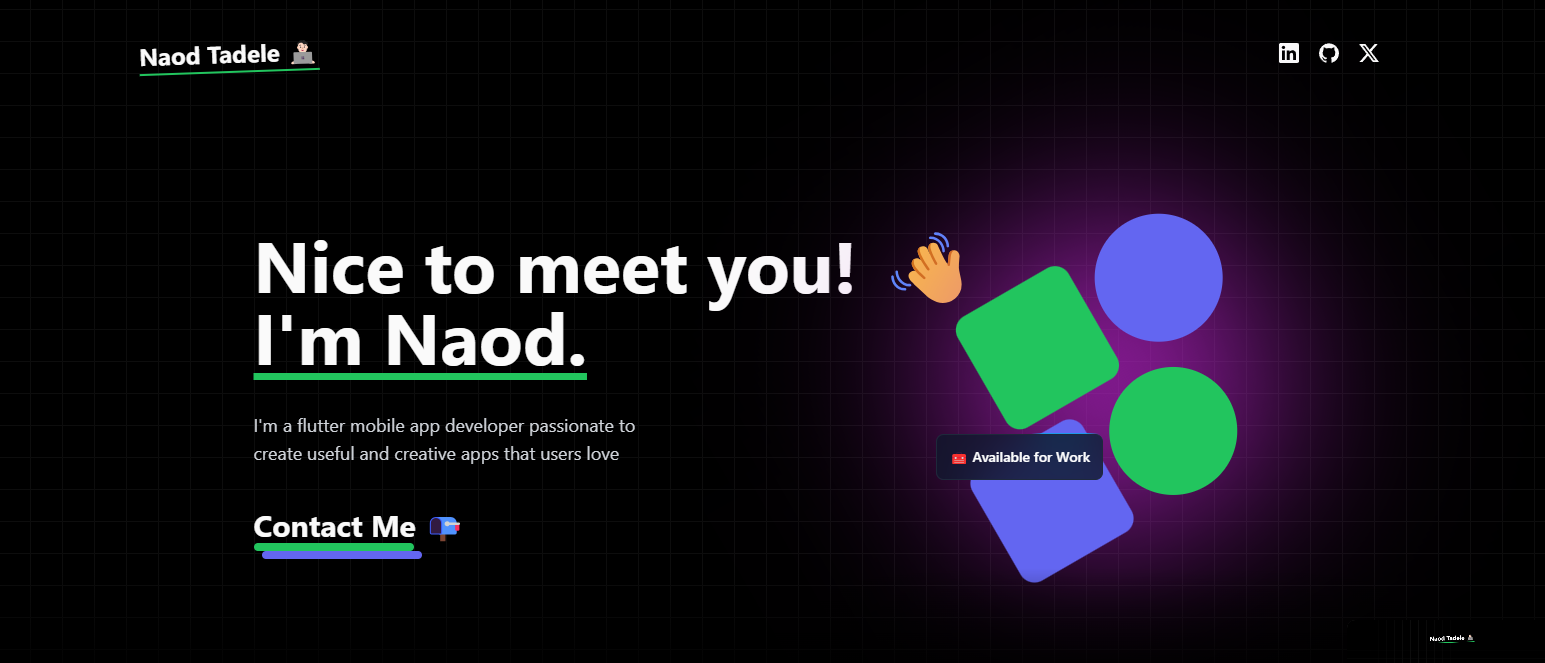 Naod Tadele
Nice to meet you!
I'm Naod.
I'm a flutter mobile app developer passionate to
create useful and creative apps that users love
Available for Work
Contact Me
Naod Tadele